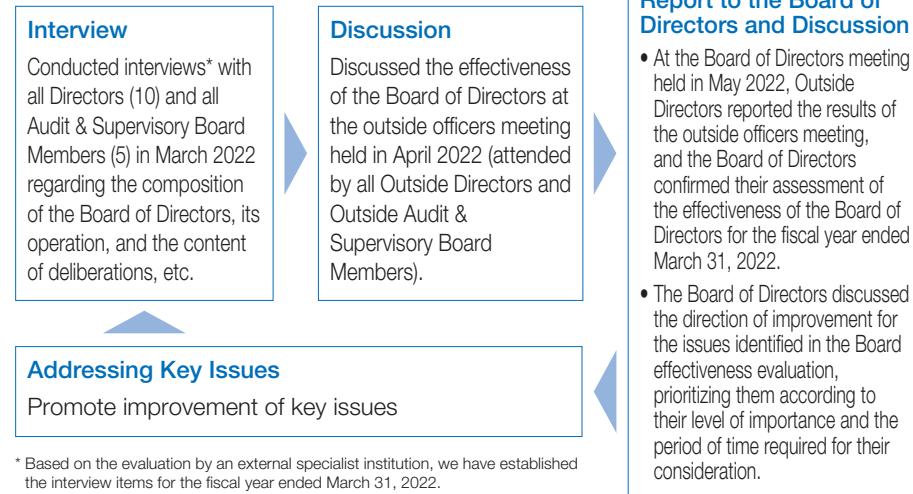 Interview
Conducted interviews* with
all Directors (10) and all
Audit & Supervisory Board
Members (5) in March 2022
regarding the composition
of the Board of Directors, its
operation, and the content
of deliberations, etc.
Discussion
Discussed the effectiveness
of the Board of Directors at
the outside officers meeting
held in April 2022 (attended
by all Outside Directors and
Outside Audit &
Supervisory Board
Members).
Report to the Board of
Directors and Discussion
• At the Board of Directors meeting
held in May 2022, Outside
Directors reported the results of
the outside officers meeting,
and the Board of Directors
confirmed their assessment of
the effectiveness of the Board of
Directors for the fiscal year ended
March 31, 2022.
• The Board of Directors discussed
the direction of improvement for
the issues identified in the Board
effectiveness evaluation,
prioritizing them according to
their level of importance and the
period of time required for their
consideration.
Addressing Key Issues
Promote improvement of key issues
* Based on the evaluation by an external specialist institution, we have established
the interview items for the fiscal year ended March 31, 2022.